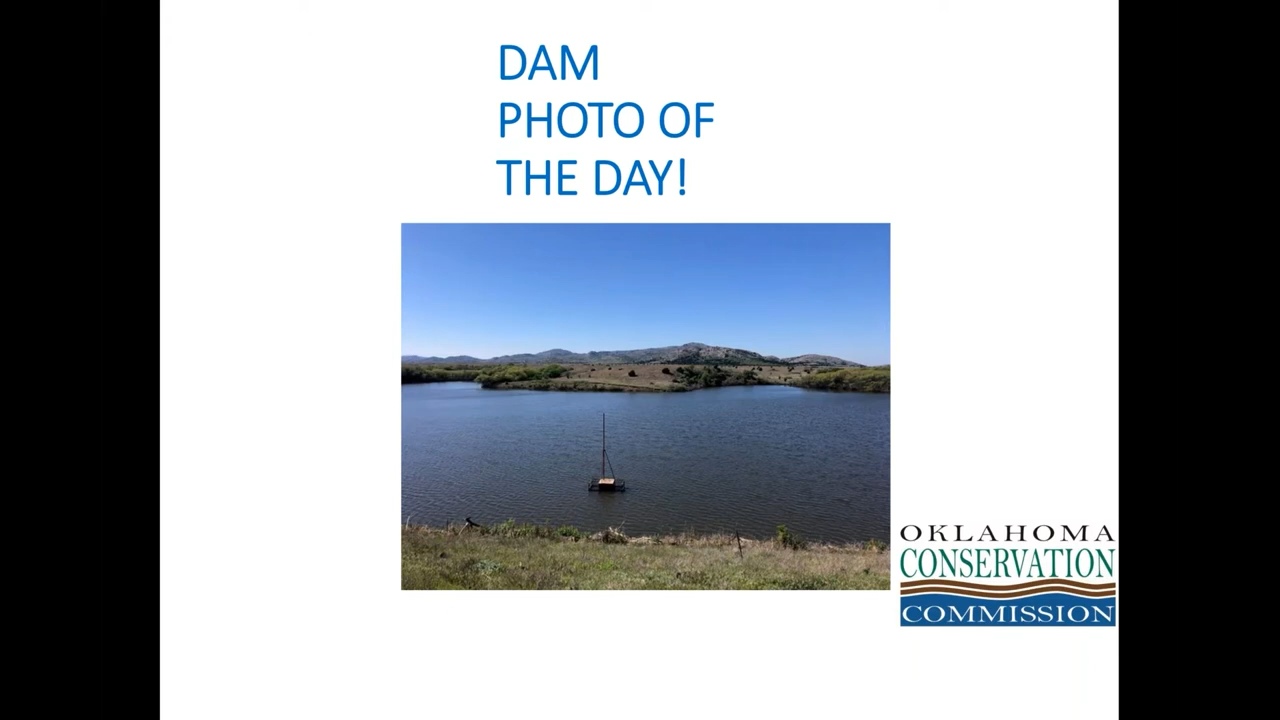 DAM
PHOTO OF
THE DAY!
OKLAHOMA
CONSERVATION
COMMISSION